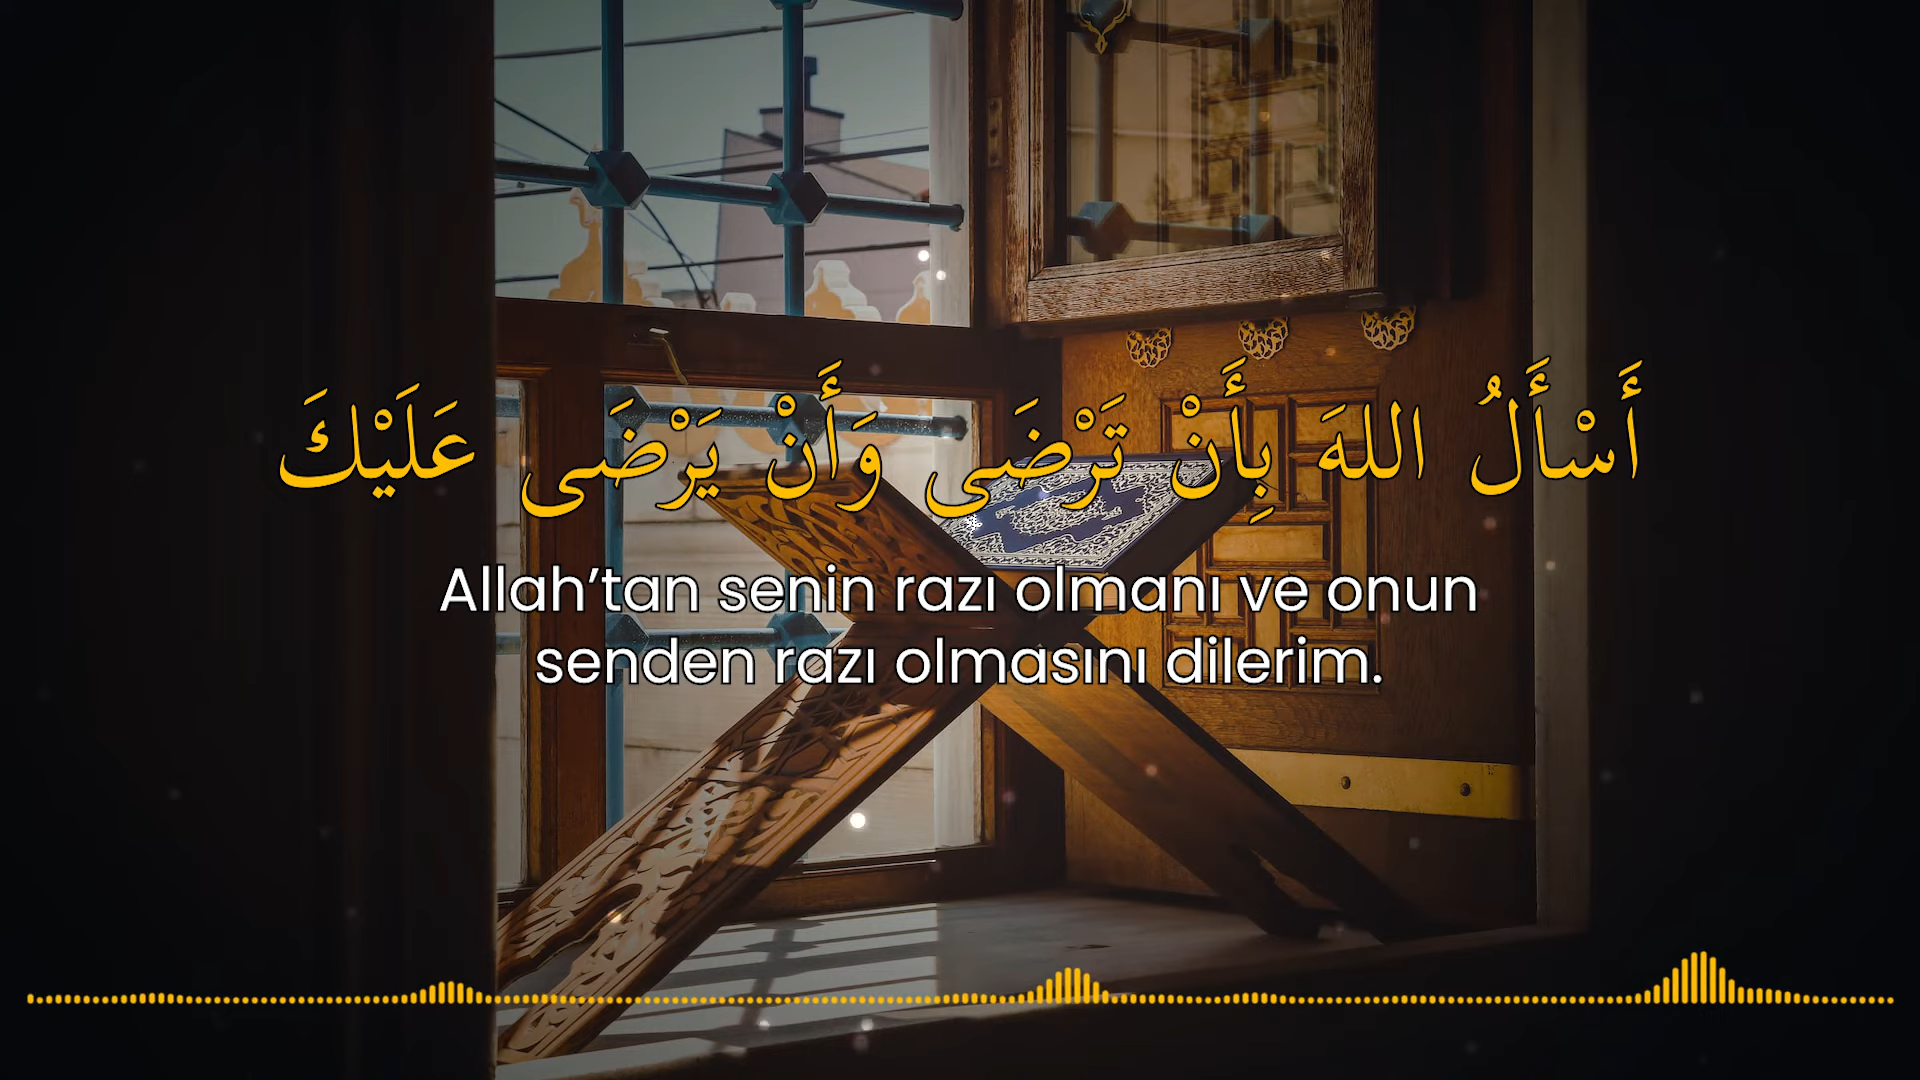 أَسْأَلُ اللهَ بِأَنْ تَرْضَى وَأَنْ يَرْضَى عَلَيْكَ
Allah’tan senin razı olmanı ve onun
senden razı olmasını dilerim.